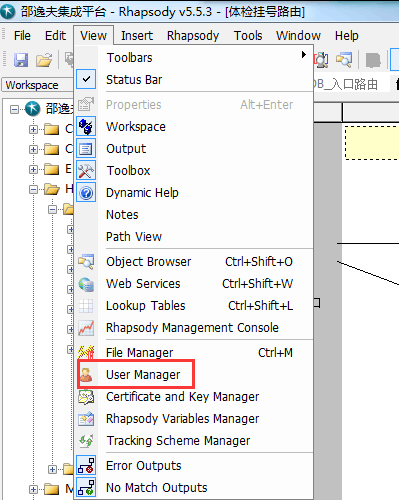 邵逸夫集成平台 - Rhapsody v5.5.3 - [体检挂号路由]
File Edit View Insert Rhapsody Tools Window Help
Toolbars
Status Bar
Workspace
DB_入口路由
Properties Alt+Enter
邵逸夫
Workspace
C
Output
C
Toolbox
E
Dynamic Help
H
Notes
Path View
Object Browser Ctrl+Shift+O
Web Services Ctrl+Shift+W
Lookup Tables Ctrl+Shift+L
Rhapsody Management Console
File Manager Ctrl+M
User Manager
Certificate and Key Manager
Rhapsody Variables Manager
Tracking Scheme Manager
Error Outputs
No Match Outputs
M